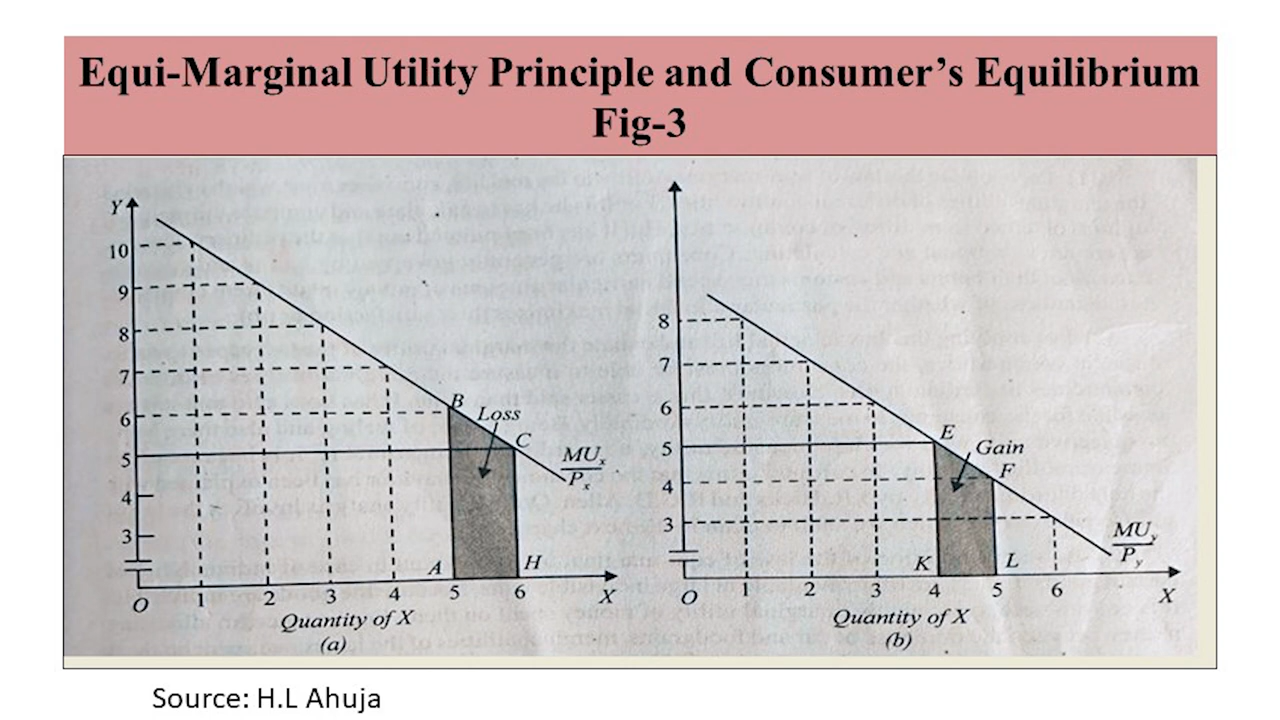 Equi-Marginal Utility Principle and Consumer's Equilibrium
Fig-3
Y
10
9
8
7
6
5
4
3
B
Loss
C
MUx
Px
A
H
O
1
2
3
4
5
6
X
Quantity of X
(a)
8
7
6
5
4
3
E
Gain
F
MUy
Py
K
L
O
1
2
3
4
5
6
X
Quantity of X
(b)
Source: H.L Ahuja